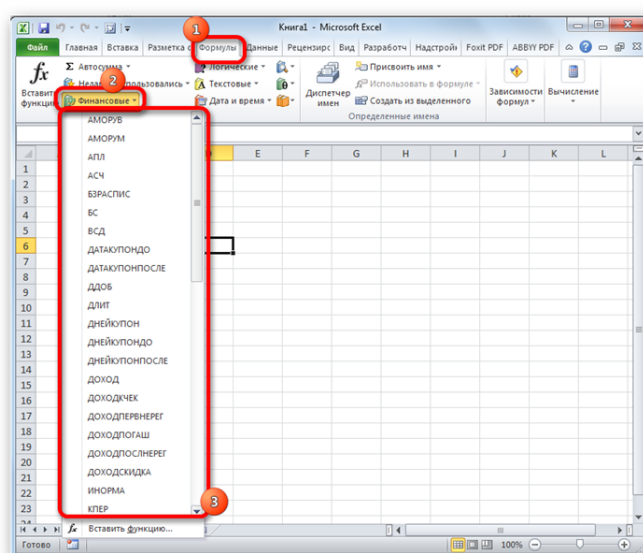 Книга1 - Microsoft Excel
1
Файл Главная Вставка Разметка с Формулы Данные Рецензирс Вид Разработч Надстрой Foxit PDF ABBYY PDF
fx Вставить функцию
Σ Автосумма
2
Финансовые
Логические
Текстовые
Дата и время
Диспетчер имен
Присвоить имя
Использовать в формуле
Создать из выделенного
Определенные имена
Зависимости формул
Вычисление
D E F G H I J K L
1
2
3
4
5
6
7
8
9
10
11
12
13
14
15
16
17
18
19
20
21
22
23
24
АМОРУВ
АМОРУМ
АПЛ
АСЧ
БЗРАСПИС
БС
ВСД
ДАТАКУПОНДО
ДАТАКУПОНПОСЛЕ
ДДОБ
ДЛИТ
ДНЕЙКУПОН
ДНЕЙКУПОНДО
ДНЕЙКУПОНПОСЛЕ
ДОХОД
ДОХОДКЧЕК
ДОХОДПЕРВНЕРЕГ
ДОХОДПОГАШ
ДОХОДПОСЛНЕРЕГ
ДОХОДСКИДКА
ИНОРМА
КПЕР
3
fx Вставить функцию...
Готово
100%